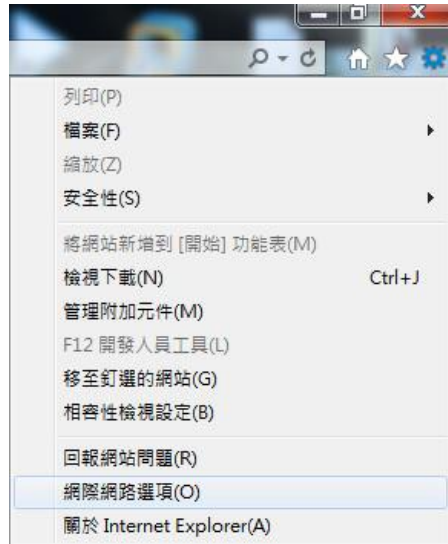 列印(P)
檔案(F)
縮放(Z)
安全性(S)
將網站新增到 [開始] 功能表(M)
檢視下載(N) Ctrl+J
管理附加元件(M)
F12 開發人員工具(L)
移至釘選的網站(G)
相容性檢視設定(B)
回報網站問題(R)
網際網路選項(O)
關於 Internet Explorer(A)